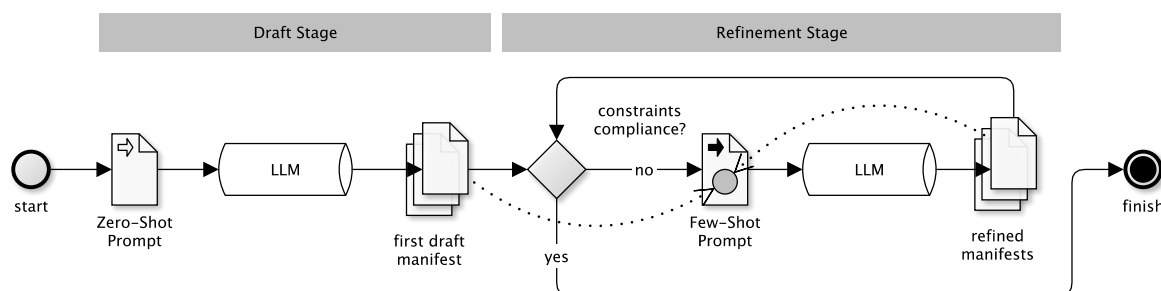 Draft Stage
Refinement Stage
constraints
compliance?
LLM
no
LLM
start
Zero-Shot
Prompt
first draft
manifest
yes
Few-Shot
Prompt
refined
manifests
finish